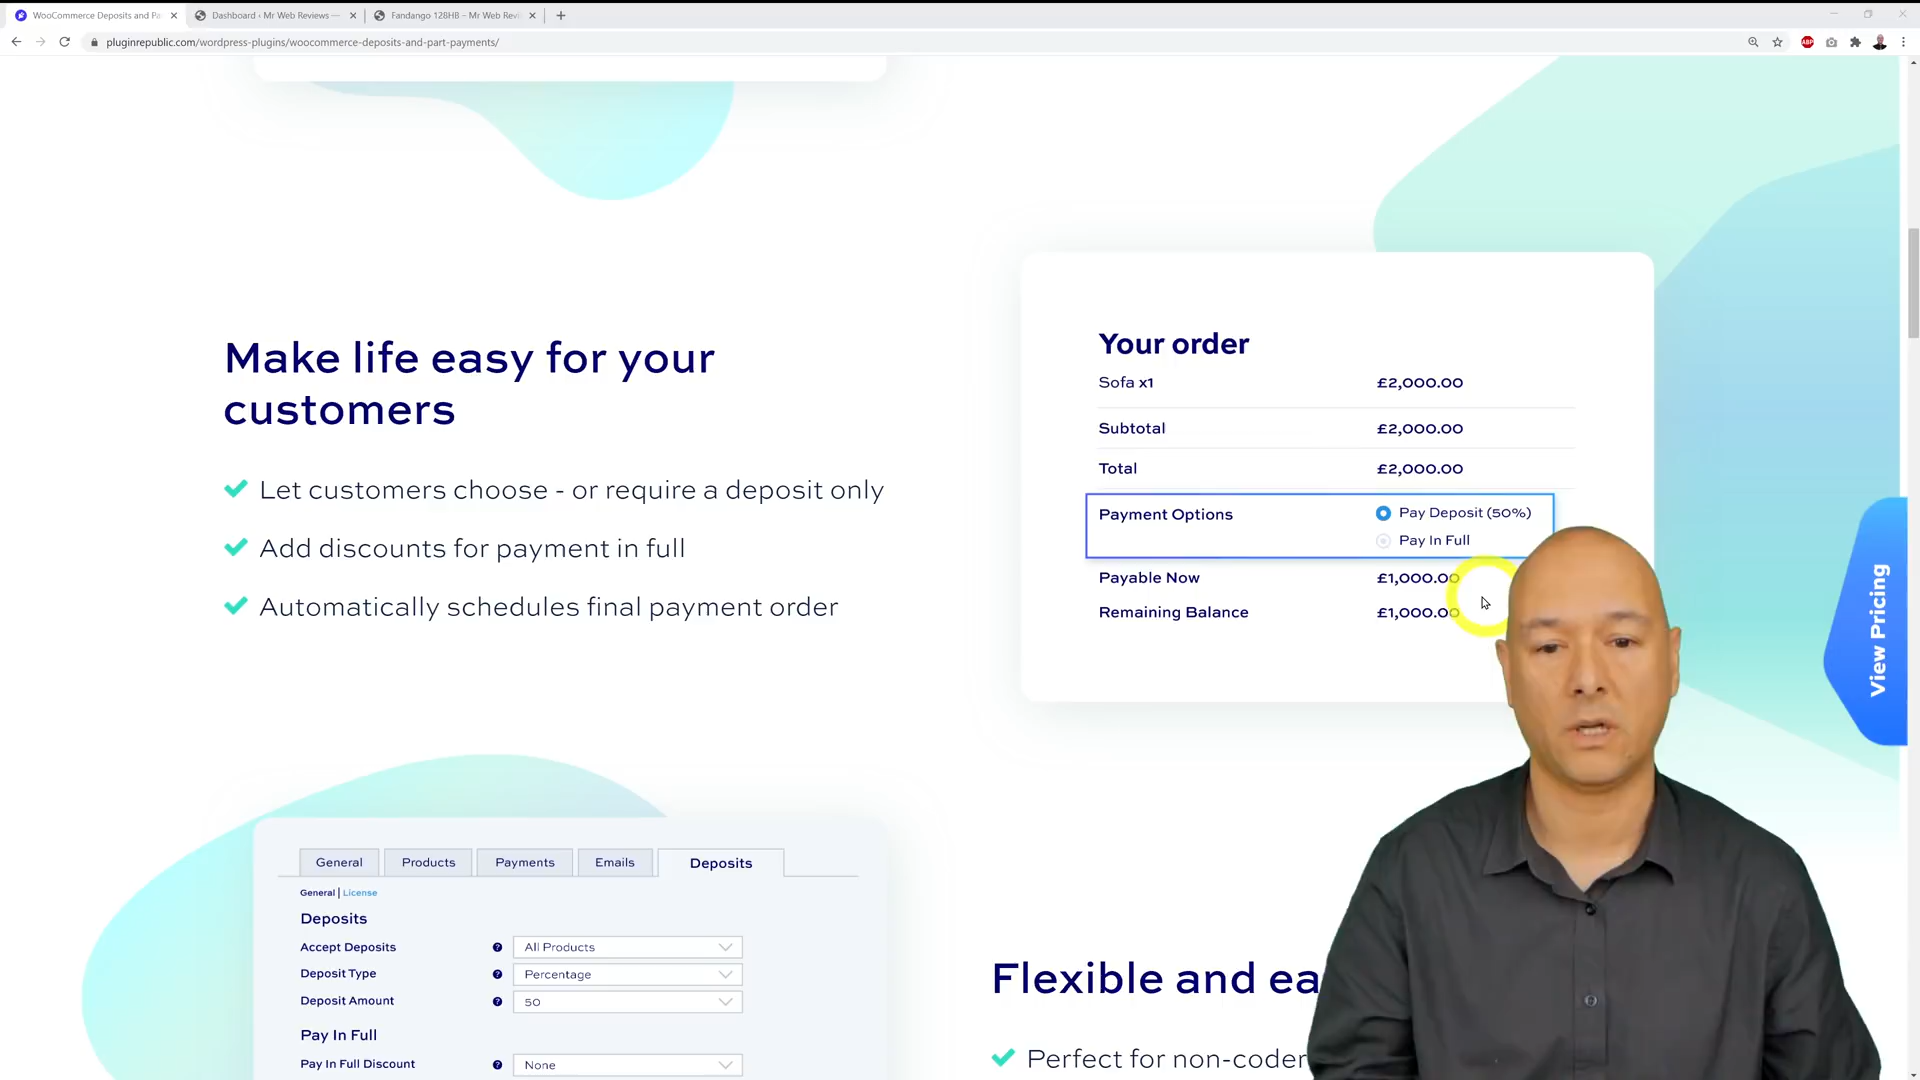 WooCommerce Deposits and Pa
Dashboard ‹ Mr Web Reviews —
Fandango 128HB – Mr Web Revi
pluginrepublic.com/wordpress-plugins/woocommerce-deposits-and-part-payments/
ABP
Make life easy for your
customers
Let customers choose - or require a deposit only
Add discounts for payment in full
Automatically schedules final payment order
Your order
Sofa x1 £2,000.00
Subtotal £2,000.00
Total £2,000.00
Payment Options Pay Deposit (50%)
Pay In Full
Payable Now £1,000.00
Remaining Balance £1,000.00
View Pricing
General Products Payments Emails Deposits
General | License
Deposits
Accept Deposits ? All Products
Deposit Type ? Percentage
Deposit Amount ? 50
Pay In Full
Pay In Full Discount ? None
Flexible and ea
Perfect for non-coder